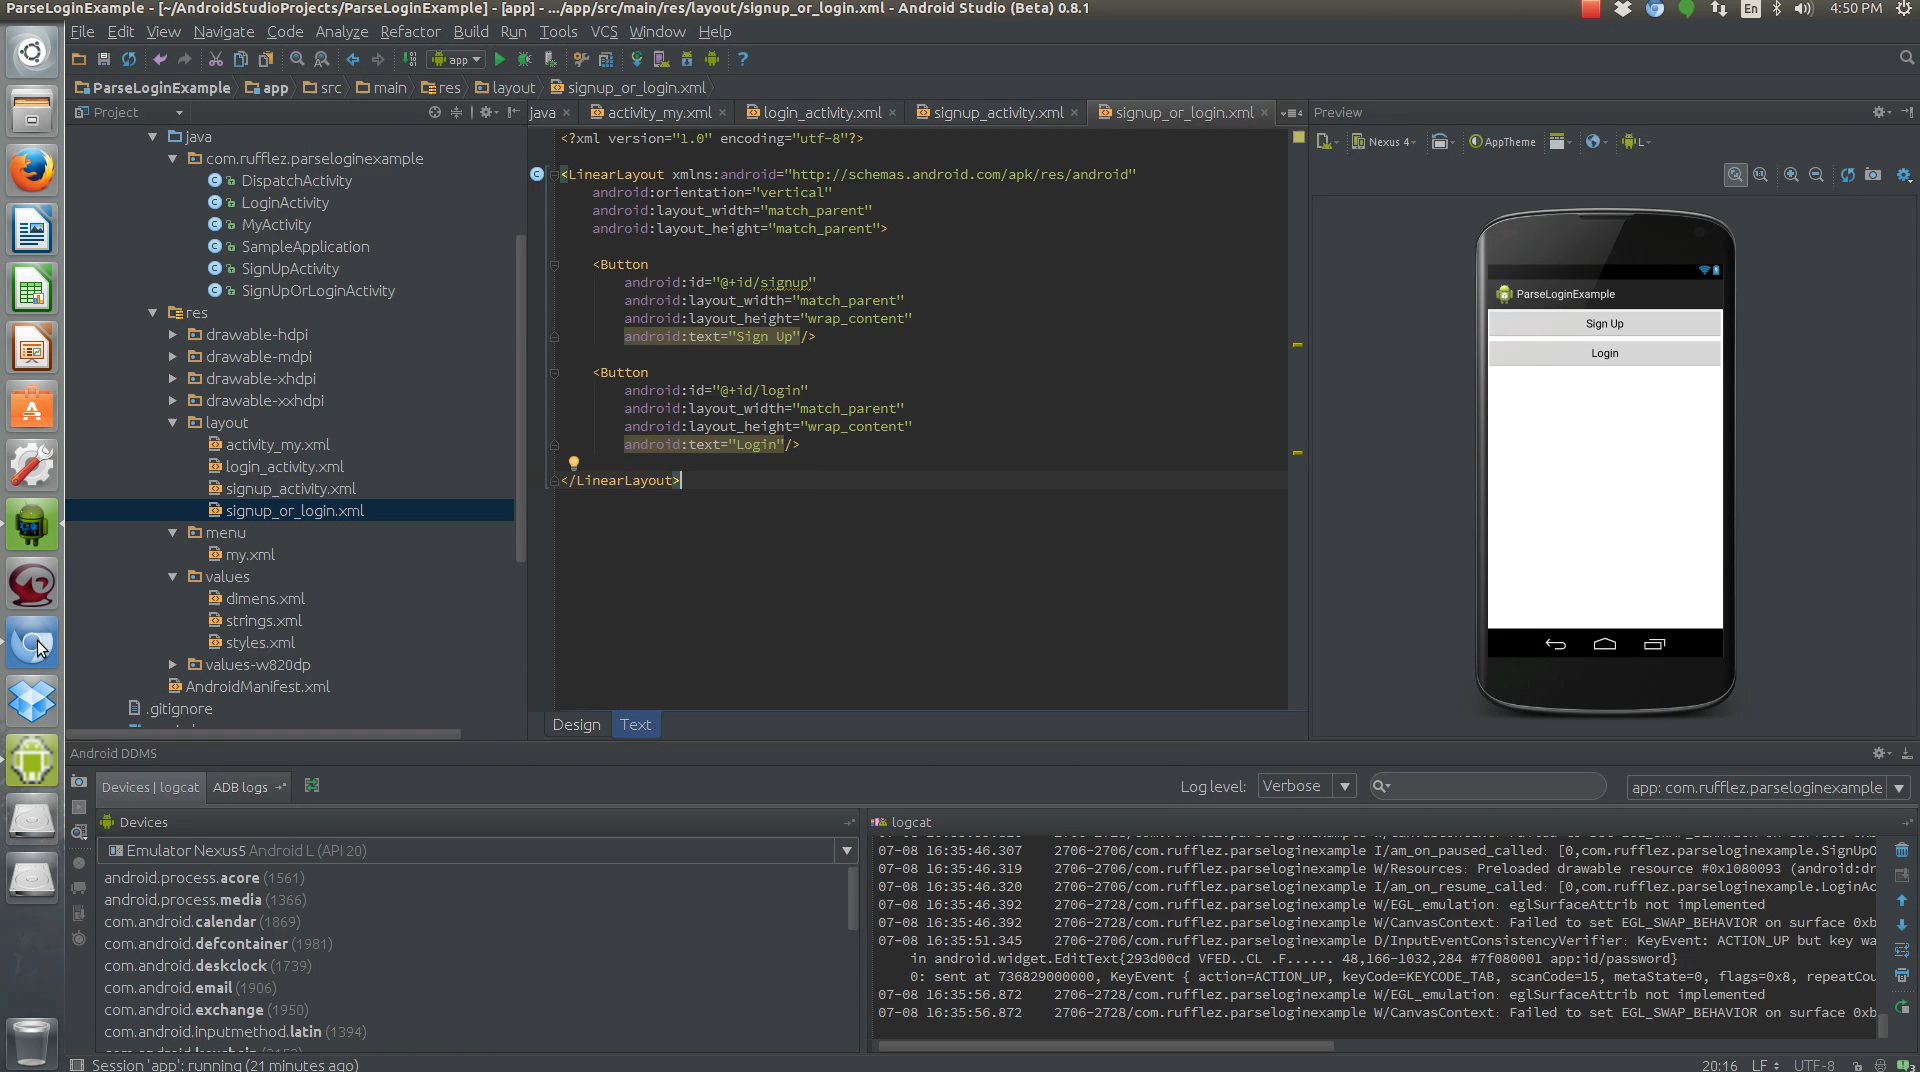 ParseLoginExample - [~/AndroidStudioProjects/ParseLoginExample] - [app] - .../app/src/main/res/layout/signup_or_login.xml - Android Studio (Beta) 0.8.1
En
4:50 PM
File Edit View Navigate Code Analyze Refactor Build Run Tools VCS Window Help
app
ParseLoginExample app src main res layout signup_or_login.xml
Project
java
com.rufflez.parseloginexample
DispatchActivity
LoginActivity
MyActivity
SampleApplication
SignUpActivity
SignUpOrLoginActivity
res
drawable-hdpi
drawable-mdpi
drawable-xhdpi
drawable-xxhdpi
layout
activity_my.xml
login_activity.xml
signup_activity.xml
signup_or_login.xml
menu
my.xml
values
dimens.xml
strings.xml
styles.xml
values-w820dp
AndroidManifest.xml
.gitignore
java activity_my.xml login_activity.xml signup_activity.xml signup_or_login.xml
<?xml version="1.0" encoding="utf-8"?>
<LinearLayout xmlns:android="http://schemas.android.com/apk/res/android"
android:orientation="vertical"
android:layout_width="match_parent"
android:layout_height="match_parent">
<Button
android:id="@+id/signup"
android:layout_width="match_parent"
android:layout_height="wrap_content"
android:text="Sign Up"/>
<Button
android:id="@+id/login"
android:layout_width="match_parent"
android:layout_height="wrap_content"
android:text="Login"/>
</LinearLayout>
Design Text
Preview
Nexus 4 AppTheme L
ParseLoginExample
Sign Up
Login
Android DDMS
Devices | logcat ADB logs
Log level: Verbose
app: com.rufflez.parseloginexample
Devices
Emulator Nexus5 Android L (API 20)
android.process.acore (1561)
android.process.media (1366)
com.android.calendar (1869)
com.android.defcontainer (1981)
com.android.deskclock (1739)
com.android.email (1906)
com.android.exchange (1950)
com.android.inputmethod.latin (1394)
logcat
07-08 16:35:46.307 2706-2706/com.rufflez.parseloginexample I/am_on_paused_called: [0,com.rufflez.parseloginexample.SignUpO
07-08 16:35:46.319 2706-2706/com.rufflez.parseloginexample W/Resources: Preloaded drawable resource #0x1080093 (android:dr
07-08 16:35:46.320 2706-2706/com.rufflez.parseloginexample I/am_on_resume_called: [0,com.rufflez.parseloginexample.LoginAc
07-08 16:35:46.392 2706-2728/com.rufflez.parseloginexample W/EGL_emulation: eglSurfaceAttrib not implemented
07-08 16:35:46.392 2706-2728/com.rufflez.parseloginexample W/CanvasContext: Failed to set EGL_SWAP_BEHAVIOR on surface 0xb
07-08 16:35:51.345 2706-2706/com.rufflez.parseloginexample D/InputEventConsistencyVerifier: KeyEvent: ACTION_UP but key wa
in android.widget.EditText{293d00cd VFED..CL .F...... 48,166-1032,284 #7f080001 app:id/password}
0: sent at 736829000000, KeyEvent { action=ACTION_UP, keyCode=KEYCODE_TAB, scanCode=15, metaState=0, flags=0x8, repeatCou
07-08 16:35:56.872 2706-2728/com.rufflez.parseloginexample W/EGL_emulation: eglSurfaceAttrib not implemented
07-08 16:35:56.872 2706-2728/com.rufflez.parseloginexample W/CanvasContext: Failed to set EGL_SWAP_BEHAVIOR on surface 0xb
Session 'app': running (21 minutes ago)
20:16 LF UTF-8